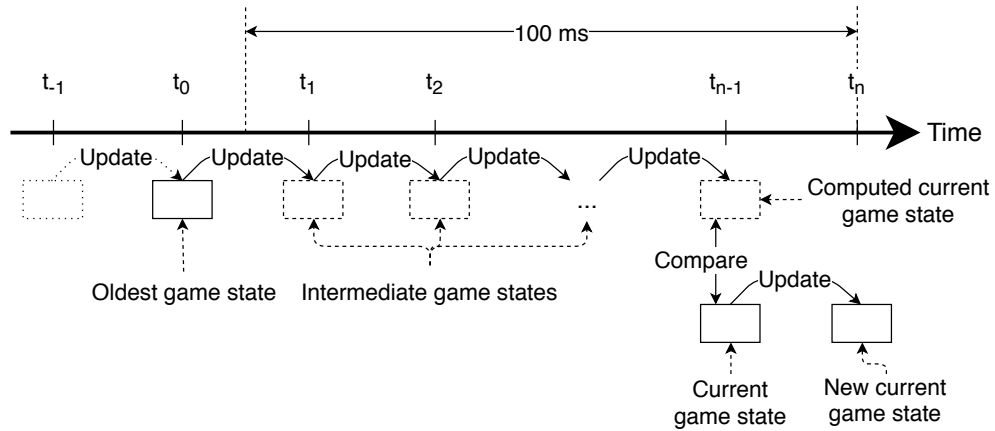 100 ms
t-1 t0 t1 t2 tn-1 tn
Time
Update Update Update Update Update
...
Computed current
game state
Oldest game state
Intermediate game states
Compare
Update
Current
game state
New current
game state